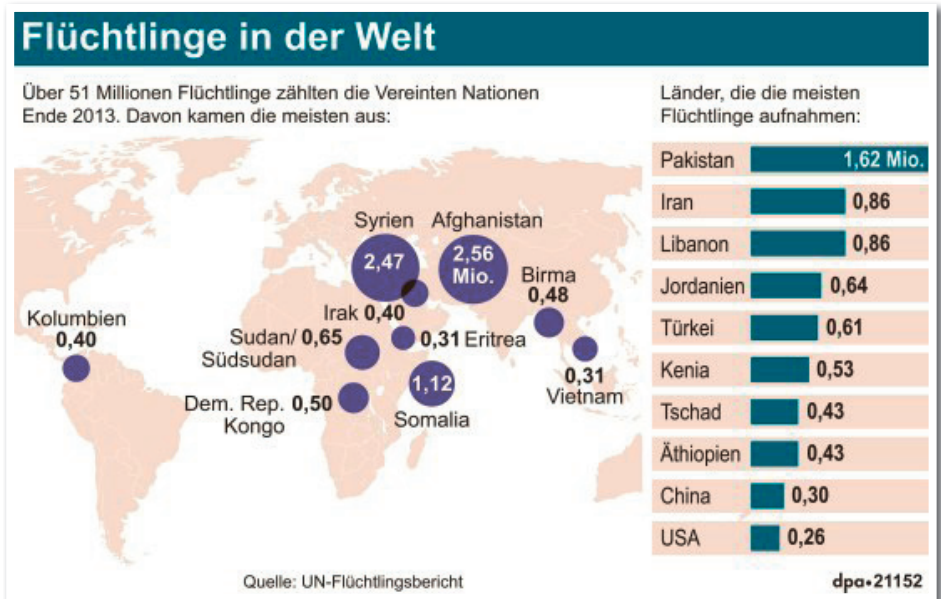 Flüchtlinge in der Welt
Über 51 Millionen Flüchtlinge zählten die Vereinten Nationen
Ende 2013. Davon kamen die meisten aus:
Syrien
2,47
Afghanistan
2,56
Mio.
Birma
0,48
Irak 0,40
Kolumbien
0,40
Sudan/ 0,65
Südsudan
0,31 Eritrea
0,31
Vietnam
Dem. Rep. 0,50
Kongo
1,12
Somalia
Länder, die die meisten
Flüchtlinge aufnahmen:
Pakistan 1,62 Mio.
Iran 0,86
Libanon 0,86
Jordanien 0,64
Türkei 0,61
Kenia 0,53
Tschad 0,43
Äthiopien 0,43
China 0,30
USA 0,26
Quelle: UN-Flüchtlingsbericht
dpa•21152